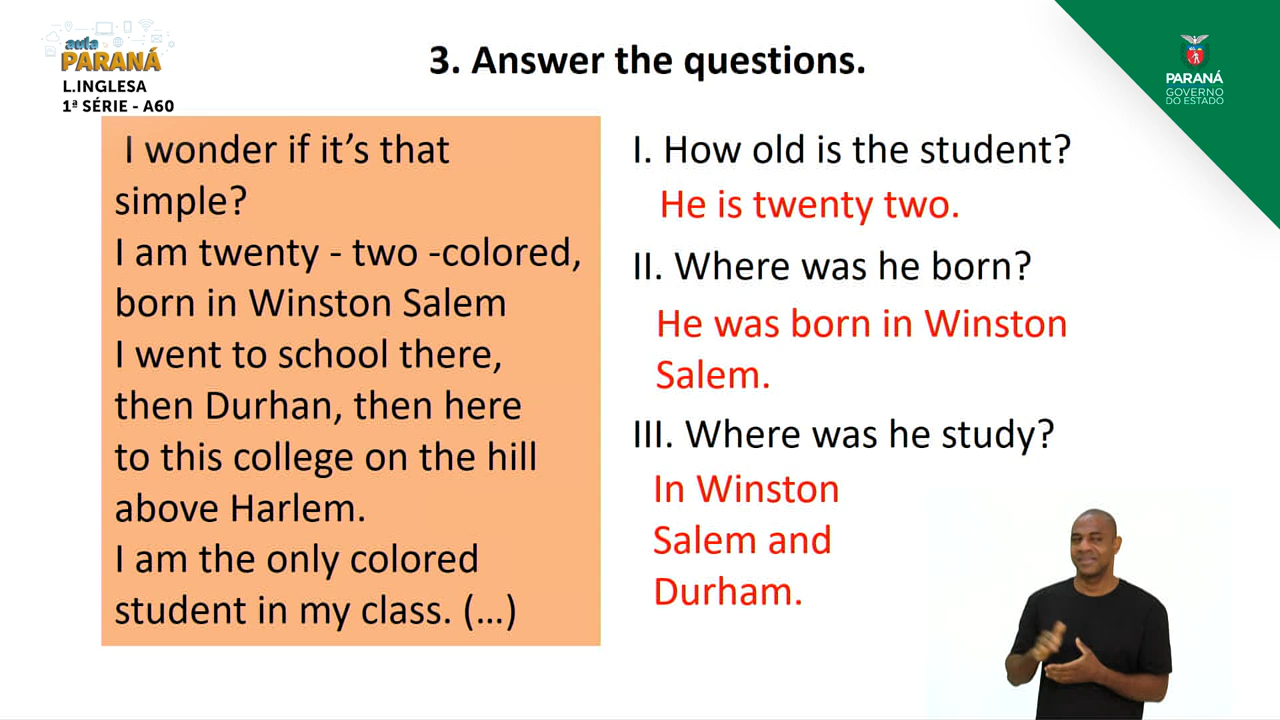 aula
PARANÁ
L.INGLESA
1ª SÉRIE - A60
3. Answer the questions.
PARANÁ
GOVERNO
DO ESTADO
I wonder if it’s that
simple?
I am twenty - two -colored,
born in Winston Salem
I went to school there,
then Durhan, then here
to this college on the hill
above Harlem.
I am the only colored
student in my class. (...)
I. How old is the student?
He is twenty two.
II. Where was he born?
He was born in Winston
Salem.
III. Where was he study?
In Winston
Salem and
Durham.